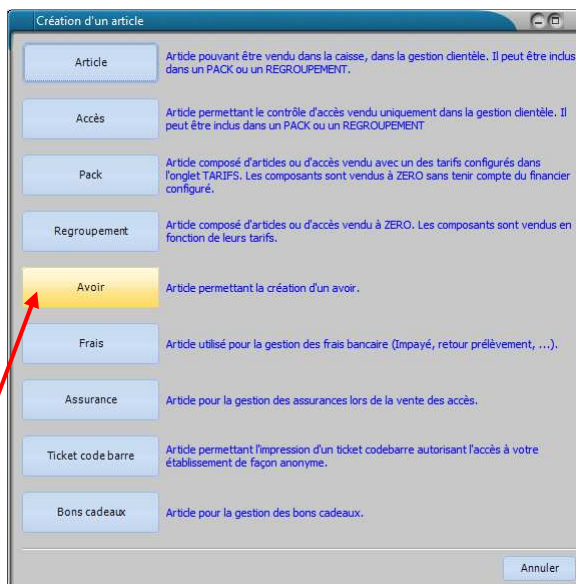 Création d'un article
Article
Article pouvant être vendu dans la caisse, dans la gestion clientèle. Il peut être inclus
dans un PACK ou un REGROUPEMENT.
Accès
Article permettant le contrôle d'accès vendu uniquement dans la gestion clientèle. Il
peut être inclus dans un PACK ou un REGROUPEMENT
Pack
Article composé d'articles ou d'accès vendu avec un des tarifs configurés dans
l'onglet TARIFS. Les composants sont vendus à ZERO sans tenir compte du financier
configuré.
Regroupement
Article composé d'articles ou d'accès vendu à ZERO. Les composants sont vendus en
fonction de leurs tarifs.
Avoir
Article permettant la création d'un avoir.
Frais
Article utilisé pour la gestion des frais bancaire (Impayé, retour prélèvement, ...).
Assurance
Article pour la gestion des assurances lors de la vente des accès.
Ticket code barre
Article permettant l'impression d'un ticket codebarre autorisant l'accès à votre
établissement de façon anonyme.
Bons cadeaux
Article pour la gestion des bons cadeaux.
Annuler